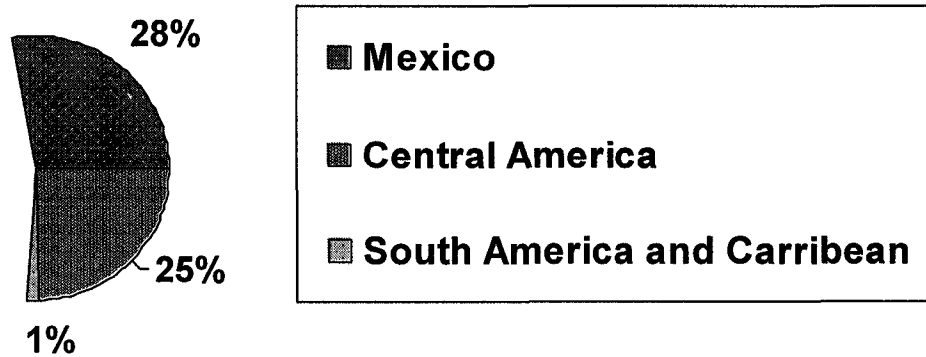 28%
Mexico
Central America
South America and Carribean
25%
1%